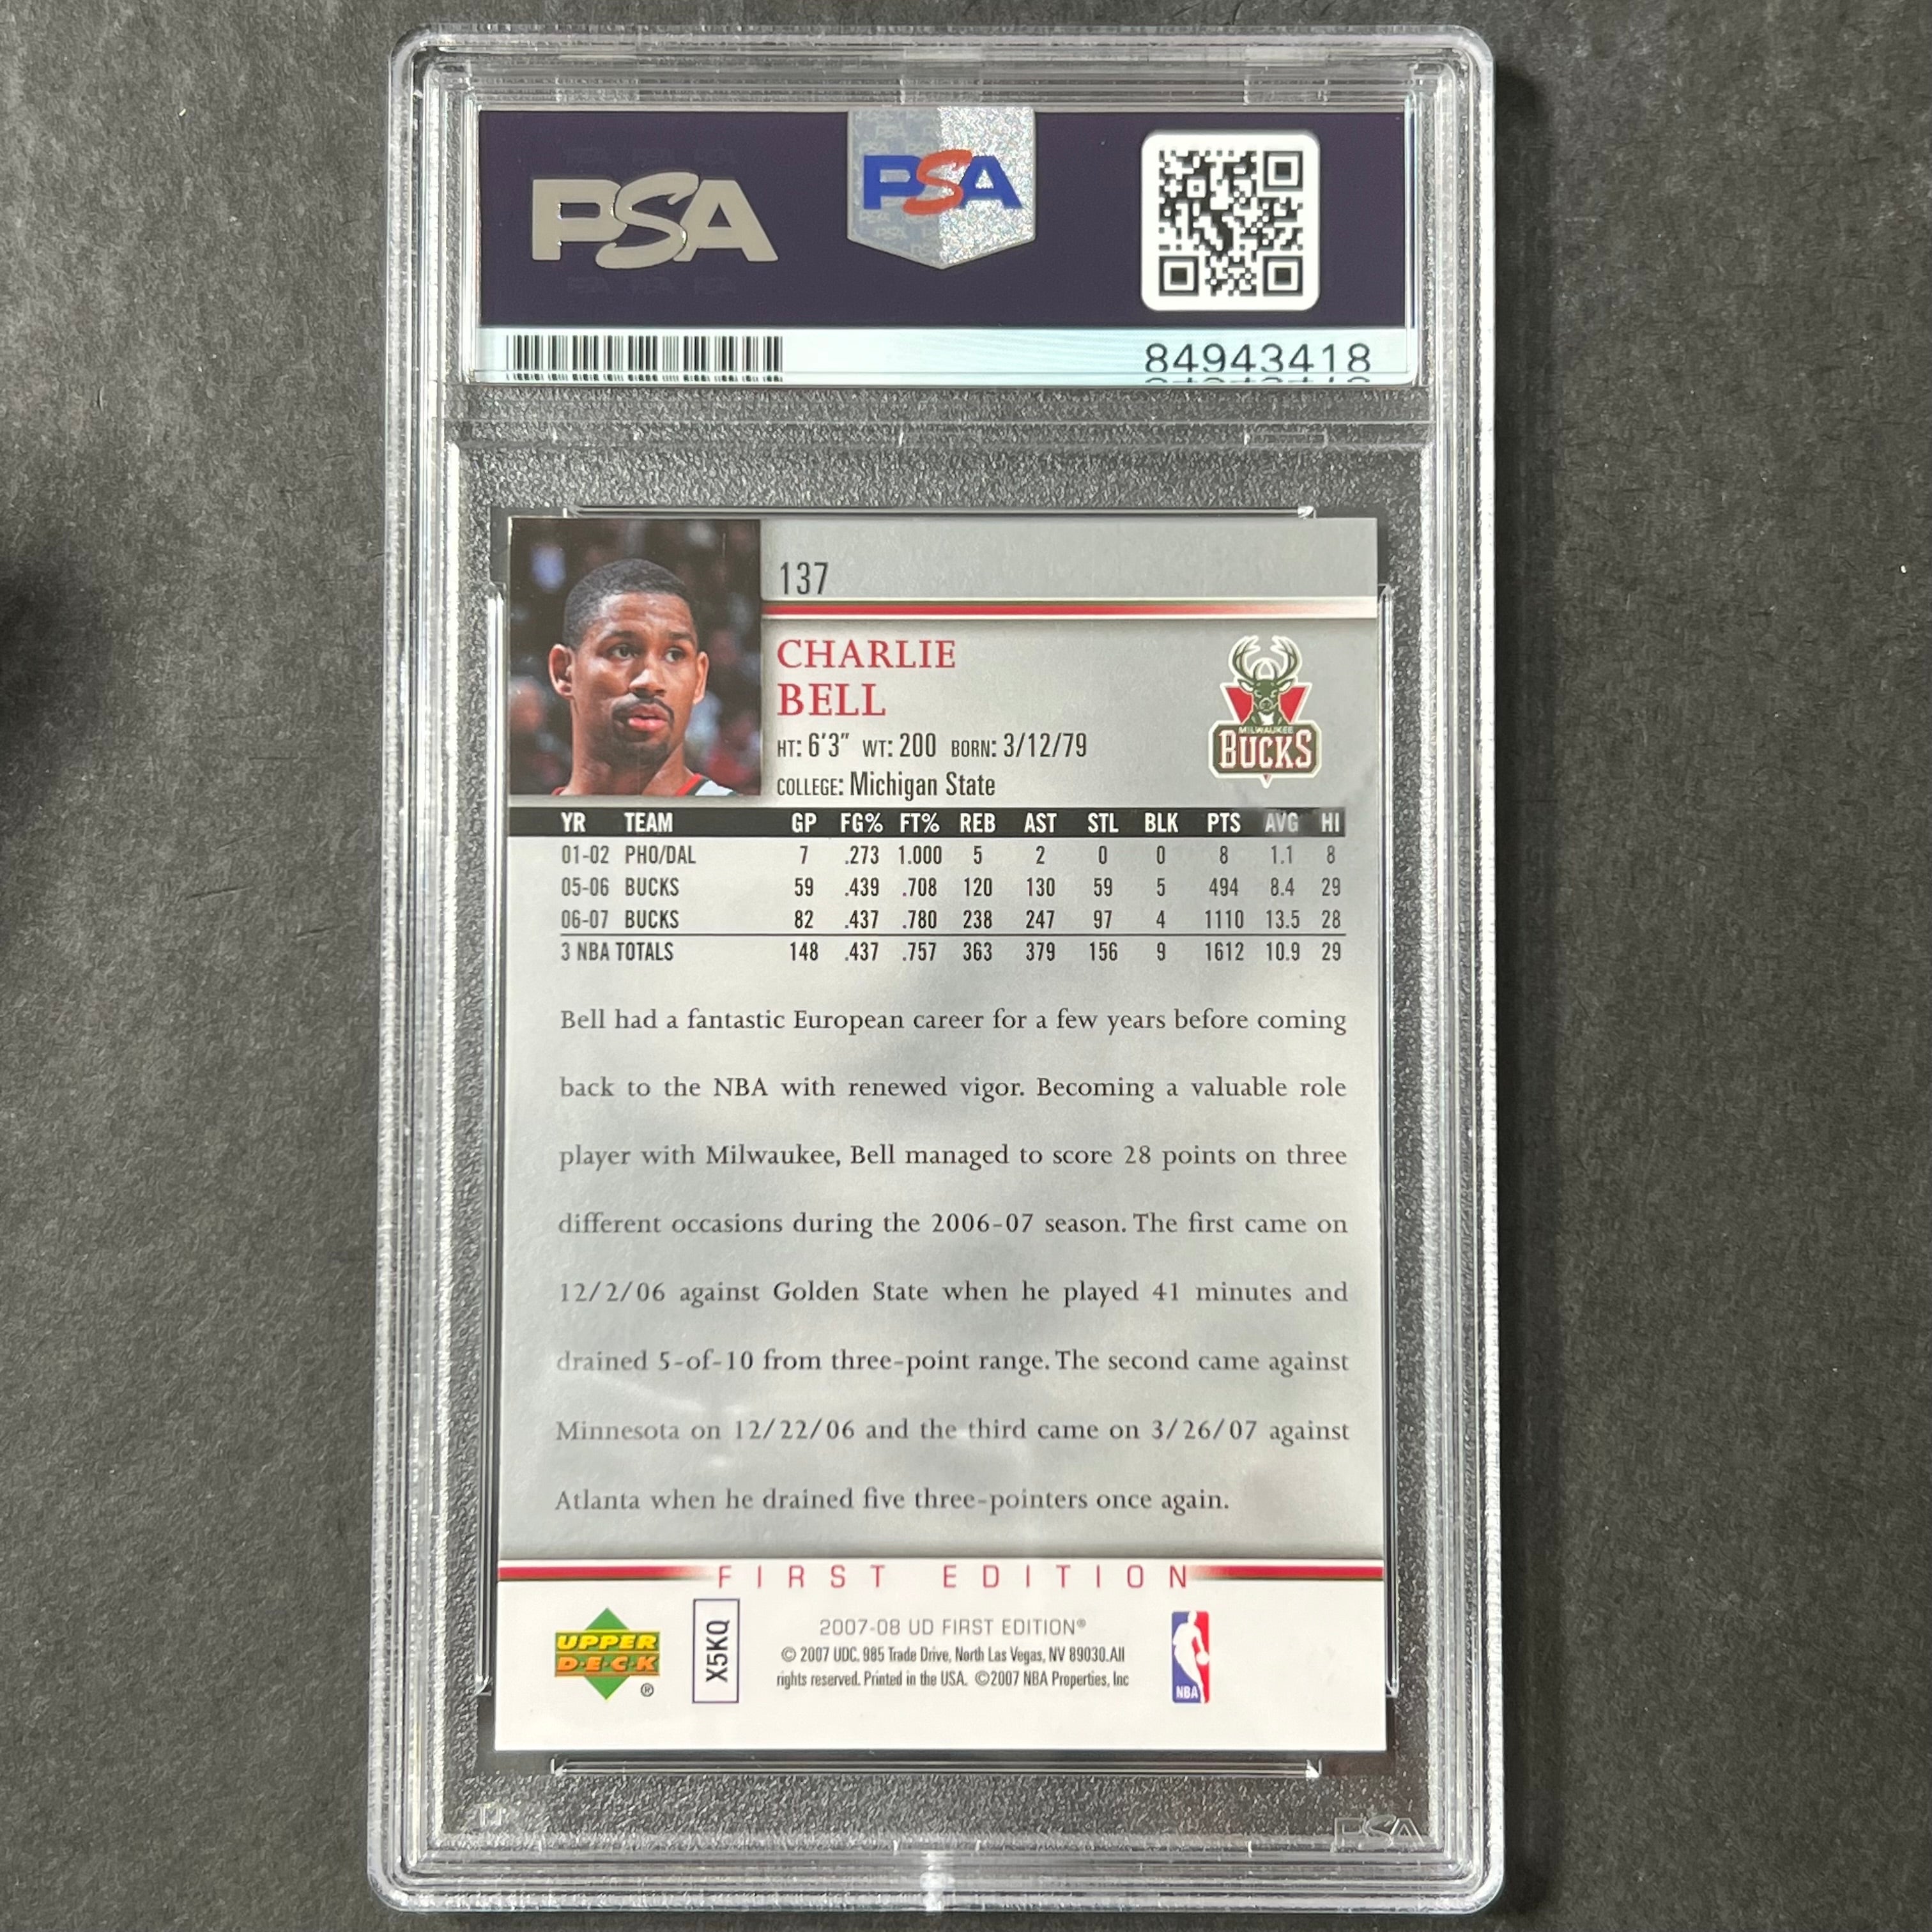 PSA
PSA
84943418
137
CHARLIE
BELL
HT: 6'3" WT: 200 BORN: 3/12/79
COLLEGE: Michigan State
MILWAUKEE
BUCKS
YR TEAM GP FG% FT% REB AST STL BLK PTS AVG HI
01-02 PHO/DAL 7 .273 1.000 5 2 0 0 8 1.1 8
05-06 BUCKS 59 .439 .708 120 130 59 5 494 8.4 29
06-07 BUCKS 82 .437 .780 238 247 97 4 1110 13.5 28
3 NBA TOTALS 148 .437 .757 363 379 156 9 1612 10.9 29
Bell had a fantastic European career for a few years before coming
back to the NBA with renewed vigor. Becoming a valuable role
player with Milwaukee, Bell managed to score 28 points on three
different occasions during the 2006-07 season. The first came on
12/2/06 against Golden State when he played 41 minutes and
drained 5-of-10 from three-point range. The second came against
Minnesota on 12/22/06 and the third came on 3/26/07 against
Atlanta when he drained five three-pointers once again.
FIRST EDITION
UPPER
DECK
®
X5KQ
2007-08 UD FIRST EDITION®
© 2007 UDC. 985 Trade Drive, North Las Vegas, NV 89030. All
rights reserved. Printed in the USA. ©2007 NBA Properties, Inc
NBA
PSA